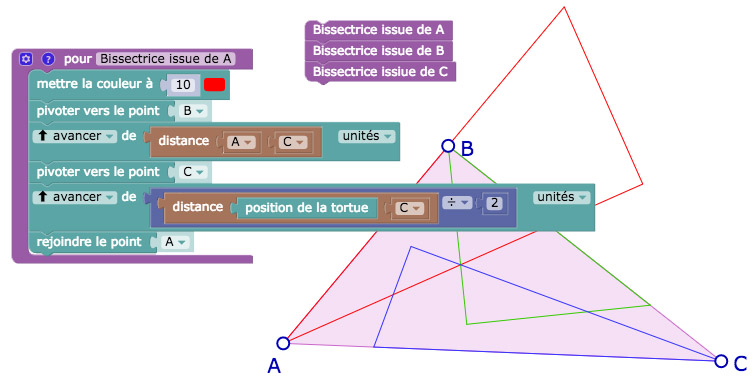 Bissectrice issue de A
Bissectrice issue de B
Bissectrice issiue de C
? pour Bissectrice issue de A
mettre la couleur à 10
pivoter vers le point B
avancer de distance A C unités
pivoter vers le point C
avancer de distance position de la tortue C ÷ 2 unités
rejoindre le point A
B
A
C